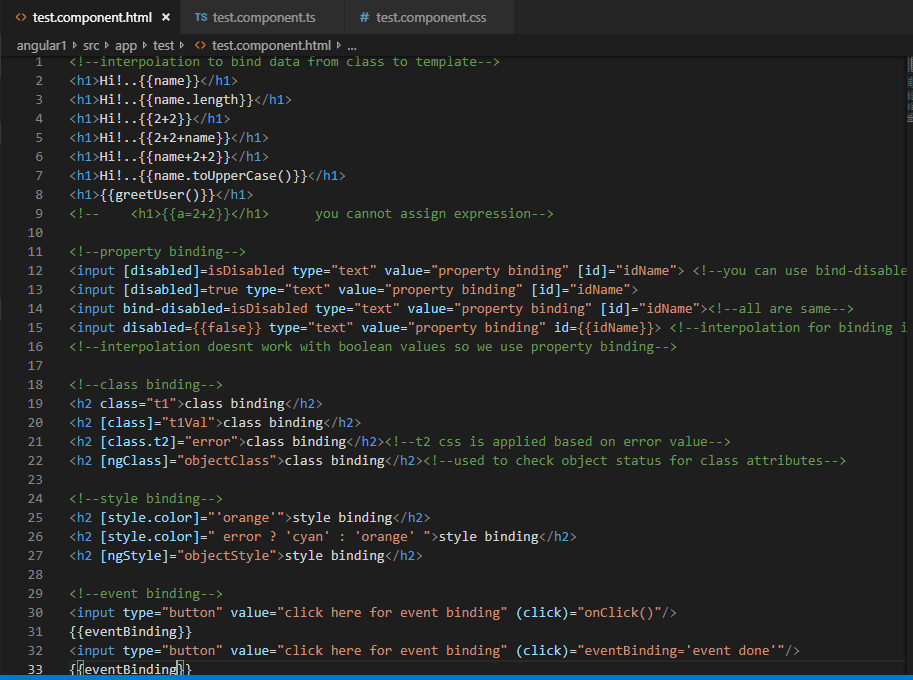 <> test.component.html × TS test.component.ts # test.component.css
angular1 > src > app > test > <> test.component.html > ...
1 <!--interpolation to bind data from class to template-->
2 <h1>Hi!..{{name}}</h1>
3 <h1>Hi!..{{name.length}}</h1>
4 <h1>Hi!..{{2+2}}</h1>
5 <h1>Hi!..{{2+2+name}}</h1>
6 <h1>Hi!..{{name+2+2}}</h1>
7 <h1>Hi!..{{name.toUpperCase()}}</h1>
8 <h1>{{greetUser()}}</h1>
9 <!--    <h1>{{a=2+2}}</h1>      you cannot assign expression-->
10
11 <!--property binding-->
12 <input [disabled]=isDisabled type="text" value="property binding" [id]="idName"> <!--you can use bind-disable
13 <input [disabled]=true type="text" value="property binding" [id]="idName">
14 <input bind-disabled=isDisabled type="text" value="property binding" [id]="idName"><!--all are same-->
15 <input disabled={{false}} type="text" value="property binding" id={{idName}}> <!--interpolation for binding i
16 <!--interpolation doesnt work with boolean values so we use property binding-->
17
18 <!--class binding-->
19 <h2 class="t1">class binding</h2>
20 <h2 [class]="t1Val">class binding</h2>
21 <h2 [class.t2]="error">class binding</h2><!--t2 css is applied based on error value-->
22 <h2 [ngClass]="objectClass">class binding</h2><!--used to check object status for class attributes-->
23
24 <!--style binding-->
25 <h2 [style.color]="'orange'">style binding</h2>
26 <h2 [style.color]=" error ? 'cyan' : 'orange' ">style binding</h2>
27 <h2 [ngStyle]="objectStyle">style binding</h2>
28
29 <!--event binding-->
30 <input type="button" value="click here for event binding" (click)="onClick()"/>
31 {{eventBinding}}
32 <input type="button" value="click here for event binding" (click)="eventBinding='event done'"/>
33 {{eventBinding}}